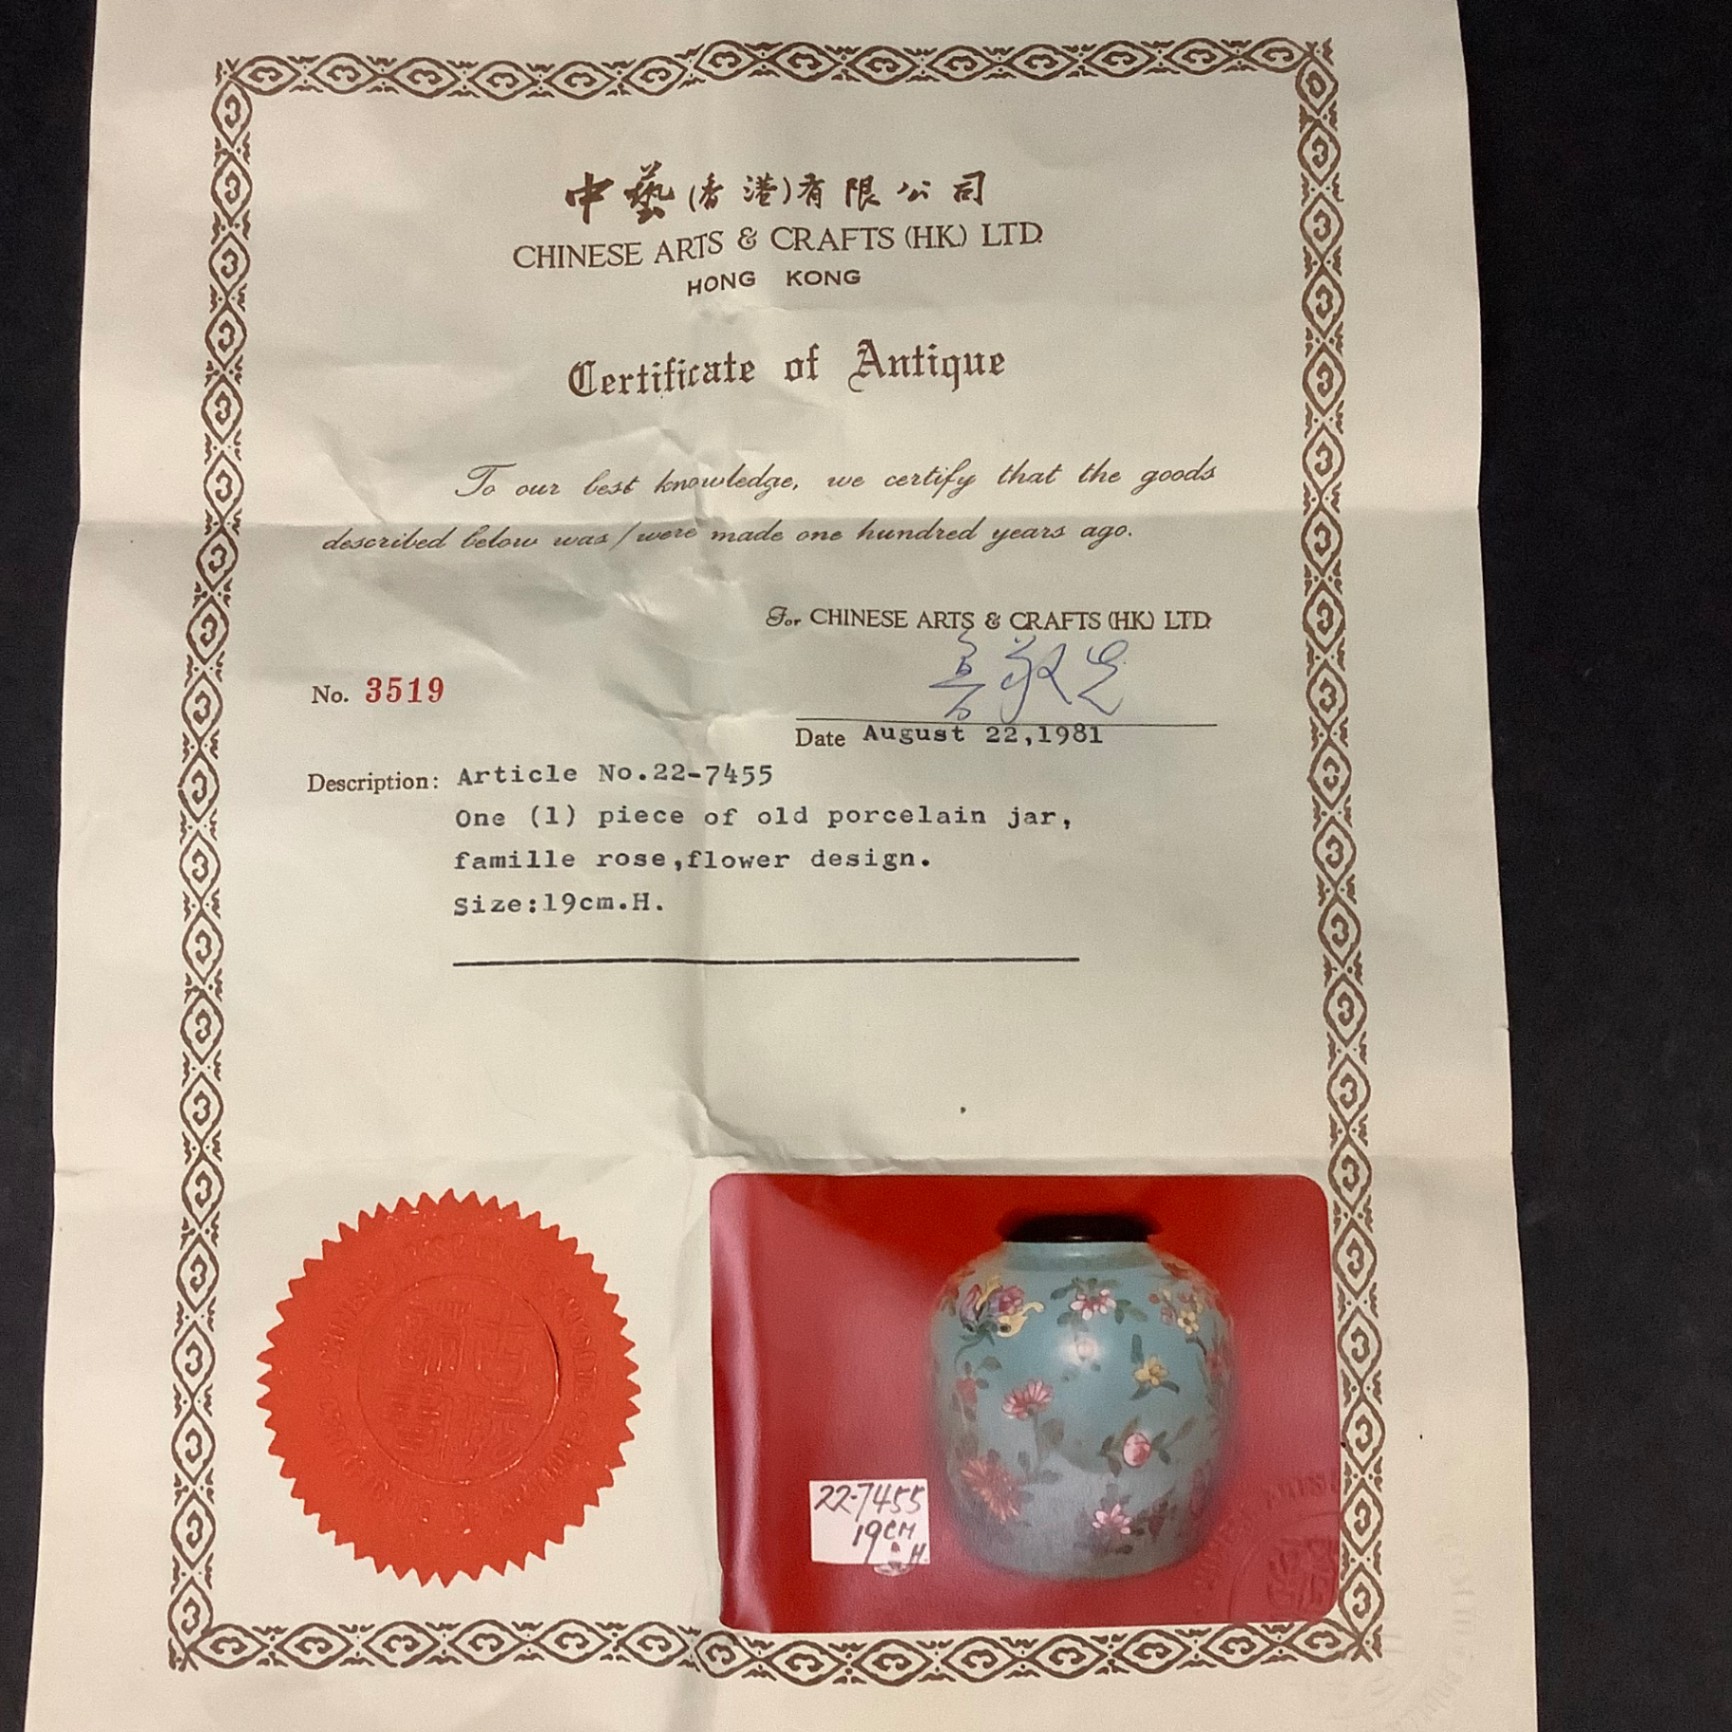 中藝(香港)有限公司
CHINESE ARTS & CRAFTS (HK) LTD.
HONG KONG
Certificate of Antique
To our best knowledge, we certify that the goods
described below was/were made one hundred years ago.
For CHINESE ARTS & CRAFTS (HK) LTD.
No. 3519
Date August 22,1981
Description: Article No.22-7455
One (1) piece of old porcelain jar,
famille rose,flower design.
Size:19cm.H.
22-7455
19CM
H.